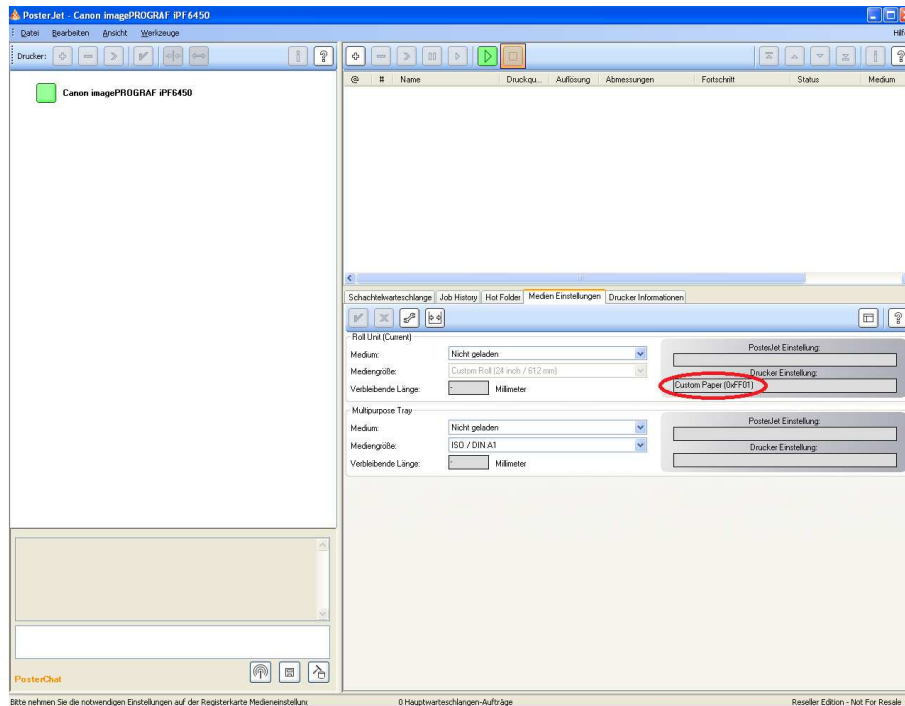 PosterJet - Canon imagePROGRAF iPF6450
Datei Bearbeiten Ansicht Werkzeuge Hilfe
Drucker:
Canon imagePROGRAF iPF6450
@ # Name Druckqu... Auflösung Abmessungen Fortschritt Status Medium
Schachtelwarteschlange Job History Hot Folder Medien Einstellungen Drucker Informationen
Roll Unit (Current)
Medium: Nicht geladen
Mediengröße: Custom Roll (24 inch / 612 mm)
Verbleibende Länge: - Millimeter
PosterJet Einstellung:
Drucker Einstellung:
Custom Paper (0xFF01)
Multipurpose Tray
Medium: Nicht geladen
Mediengröße: ISO / DIN A1
Verbleibende Länge: - Millimeter
PosterJet Einstellung:
Drucker Einstellung:
PosterChat
Bitte nehmen Sie die notwendigen Einstellungen auf der Registerkarte Medieneinstellung 0 Hauptwarteschlangen-Aufträge Reseller Edition - Not For Resale